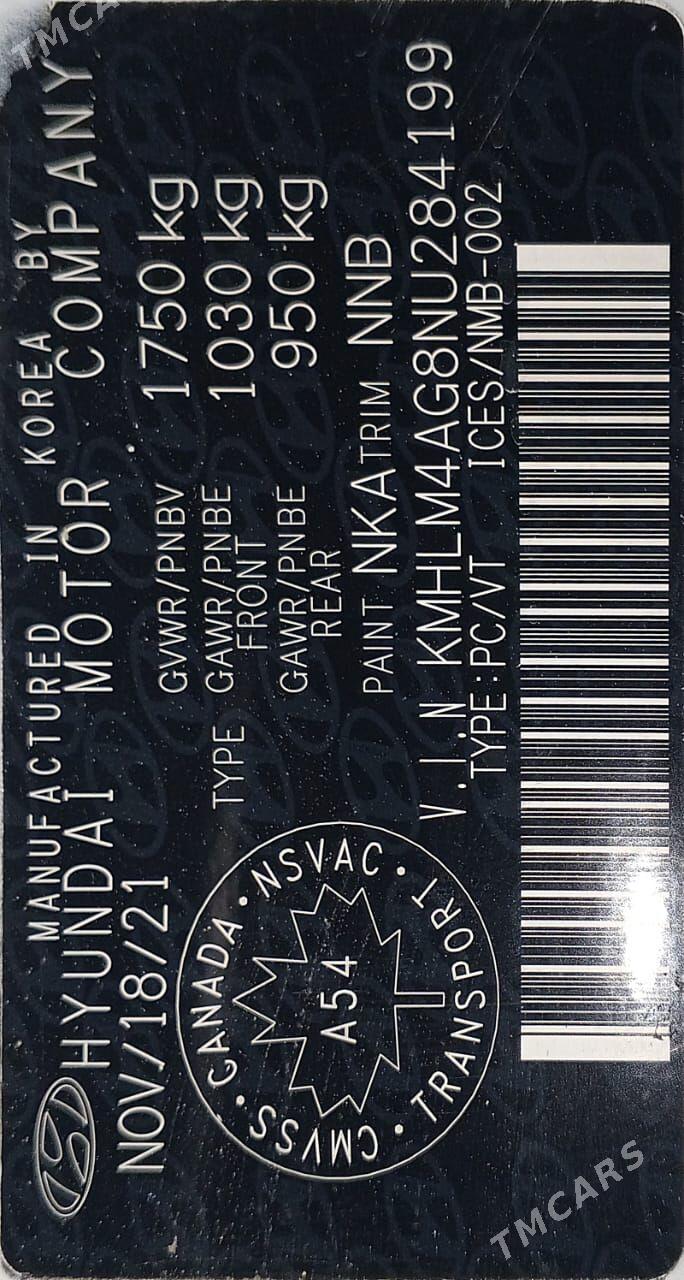 MANUFACTURED IN KOREA BY
HYUNDAI MOTOR COMPANY
NOV/18/21
GVWR/PNBV 1750 kg
TYPE GAWR/PNBE 1030 kg
FRONT
GAWR/PNBE 950 kg
REAR
PAINT NKA TRIM NNB
V.I.N KMHLM4AG8NU284199
TYPE:PC/VT ICES/NMB-002
CANADA · NSVAC · TRANSPORT · CMVSS ·
A54
TMCARS
TMCA